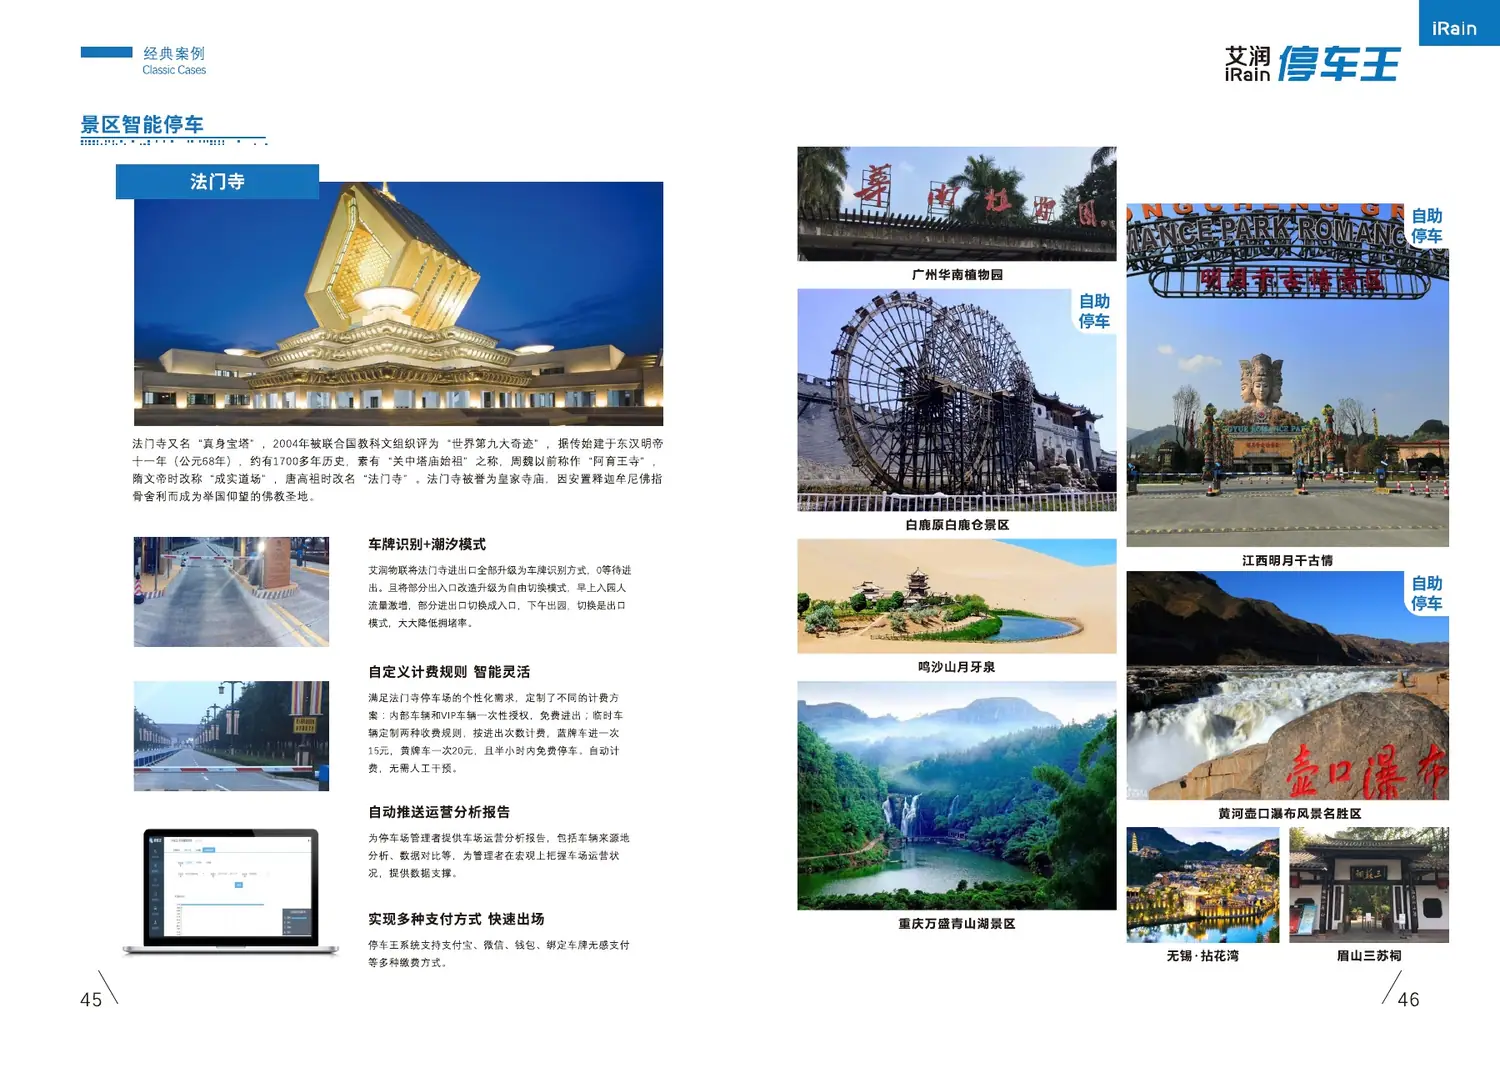 经典案例
Classic Cases
iRain
艾润
iRain
停车王
景区智能停车
法门寺
法门寺又名“真身宝塔”，2004年被联合国教科文组织评为“世界第九大奇迹”，据传始建于东汉明帝
十一年（公元68年），约有1700多年历史，素有“关中塔庙始祖”之称，周魏以前称作“阿育王寺”，
隋文帝时改称“成实道场”，唐高祖时改名“法门寺”。法门寺被誉为皇家寺庙，因安置释迦牟尼佛指
骨舍利而成为举国仰望的佛教圣地。
车牌识别+潮汐模式
艾润物联将法门寺进出口全部升级为车牌识别方式，0等待进
出。且将部分出入口改造升级为自由切换模式，早上入园人
流量激增，部分进出口切换成入口，下午出园，切换是出口
模式，大大降低拥堵率。
自定义计费规则 智能灵活
满足法门寺停车场的个性化需求，定制了不同的计费方
案：内部车辆和VIP车辆一次性授权，免费进出；临时车
辆定制两种收费规则，按进出次数计费，蓝牌车进一次
15元，黄牌车一次20元，且半小时内免费停车。自动计
费，无需人工干预。
自动推送运营分析报告
为停车场管理者提供车场运营分析报告，包括车辆来源地
分析、数据对比等，为管理者在宏观上把握车场运营状
况，提供数据支撑。
实现多种支付方式 快速出场
停车王系统支持支付宝、微信、钱包、绑定车牌无感支付
等多种缴费方式。
45
华南植物园
广州华南植物园
自助
停车
白鹿原白鹿仓景区
鸣沙山月牙泉
重庆万盛青山湖景区
ONGCHENG GR
MANCE PARK ROMANC
明月千古情景区
自助
停车
江西明月千古情
自助
停车
壶口瀑布
黄河壶口瀑布风景名胜区
无锡·拈花湾
三苏祠
眉山三苏祠
46